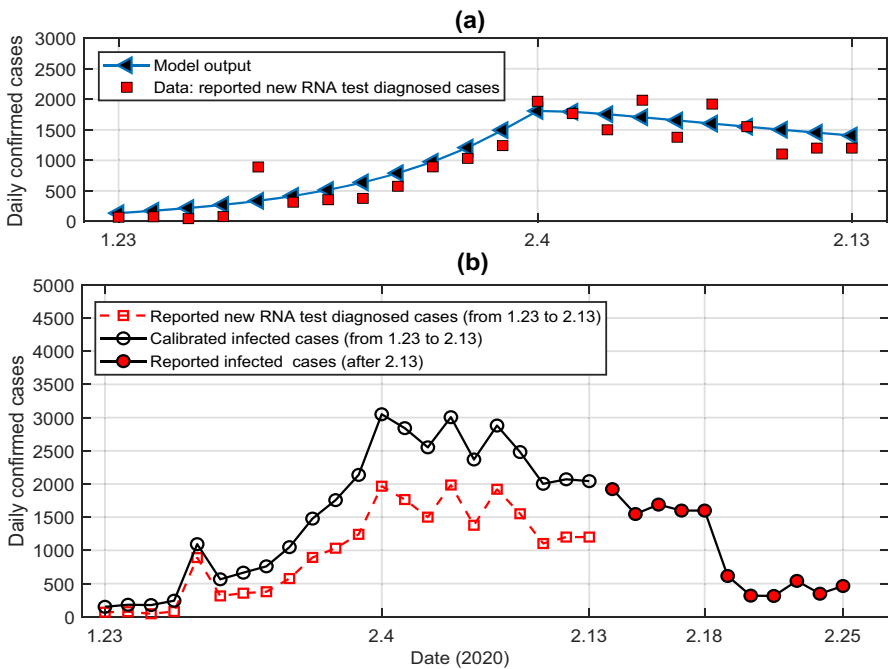 (a)
3000
2500
2000
1500
1000
500
0
Daily confirmed cases
Model output
Data: reported new RNA test diagnosed cases
1.23
2.4
2.13
(b)
5000
4500
4000
3500
3000
2500
2000
1500
1000
500
0
Daily confirmed cases
Reported new RNA test diagnosed cases (from 1.23 to 2.13)
Calibrated infected cases (from 1.23 to 2.13)
Reported infected cases (after 2.13)
1.23
2.4
2.13
2.18
2.25
Date (2020)